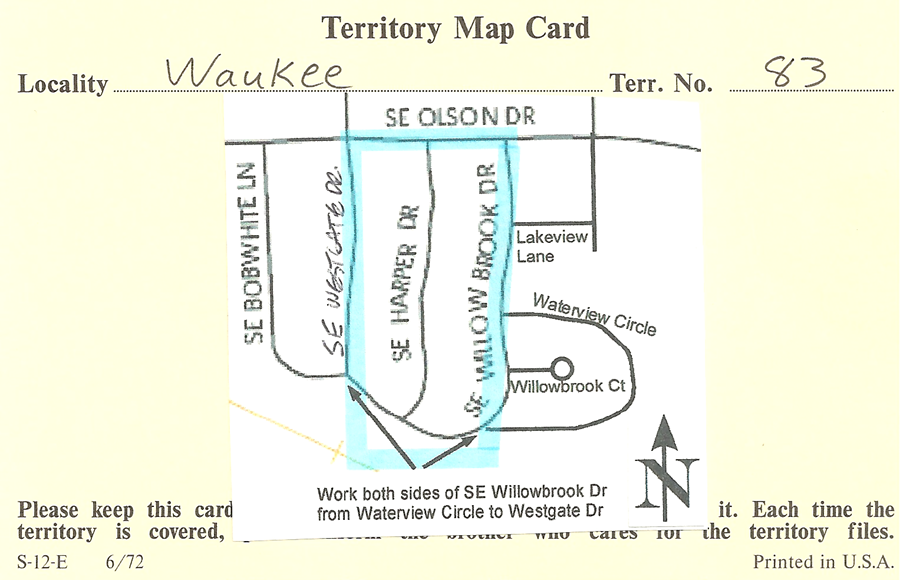 Territory Map Card
Locality Waukee Terr. No. 83
SE OLSON DR
SE BOBWHITE LN
SE WESTGATE DR.
SE HARPER DR
SE WILLOW BROOK DR
Lakeview
Lane
Waterview Circle
Willowbrook Ct
N
Work both sides of SE Willowbrook Dr
from Waterview Circle to Westgate Dr
Please keep this card it. Each time the
territory is covered, the brother who cares for the territory files.
S-12-E 6/72 Printed in U.S.A.